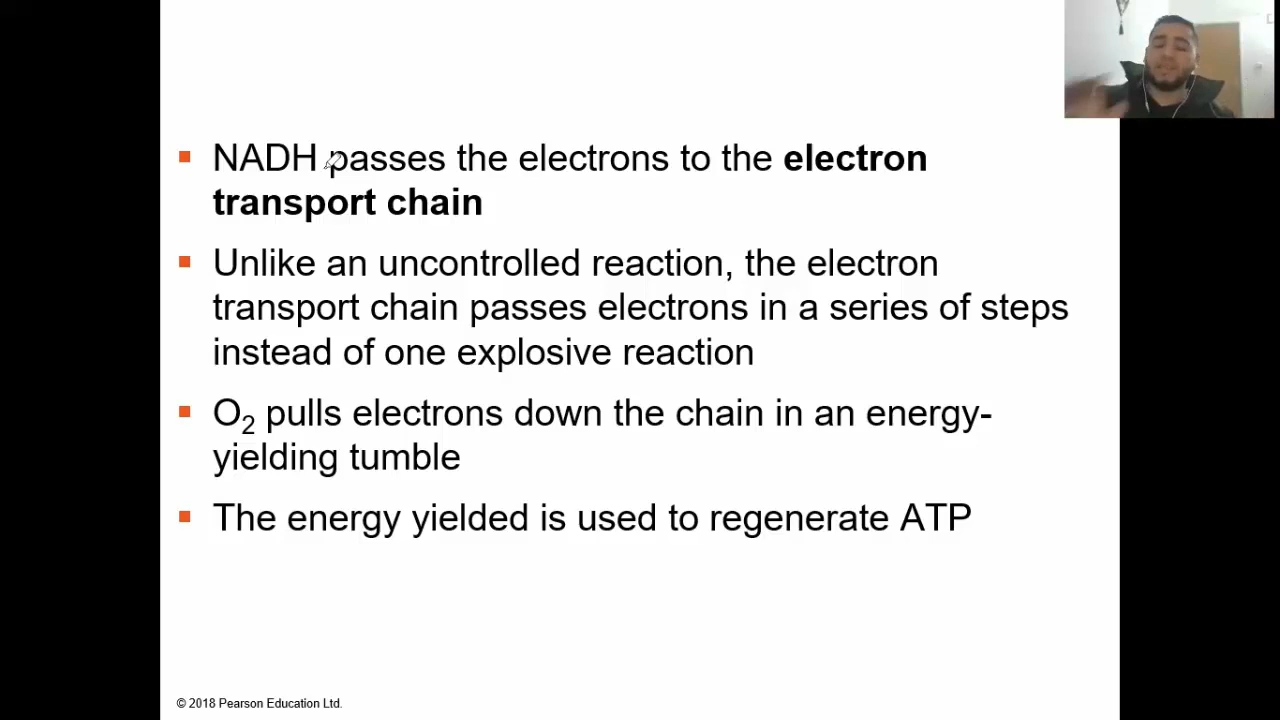 NADH passes the electrons to the electron
transport chain
Unlike an uncontrolled reaction, the electron
transport chain passes electrons in a series of steps
instead of one explosive reaction
O₂ pulls electrons down the chain in an energy-
yielding tumble
The energy yielded is used to regenerate ATP
© 2018 Pearson Education Ltd.